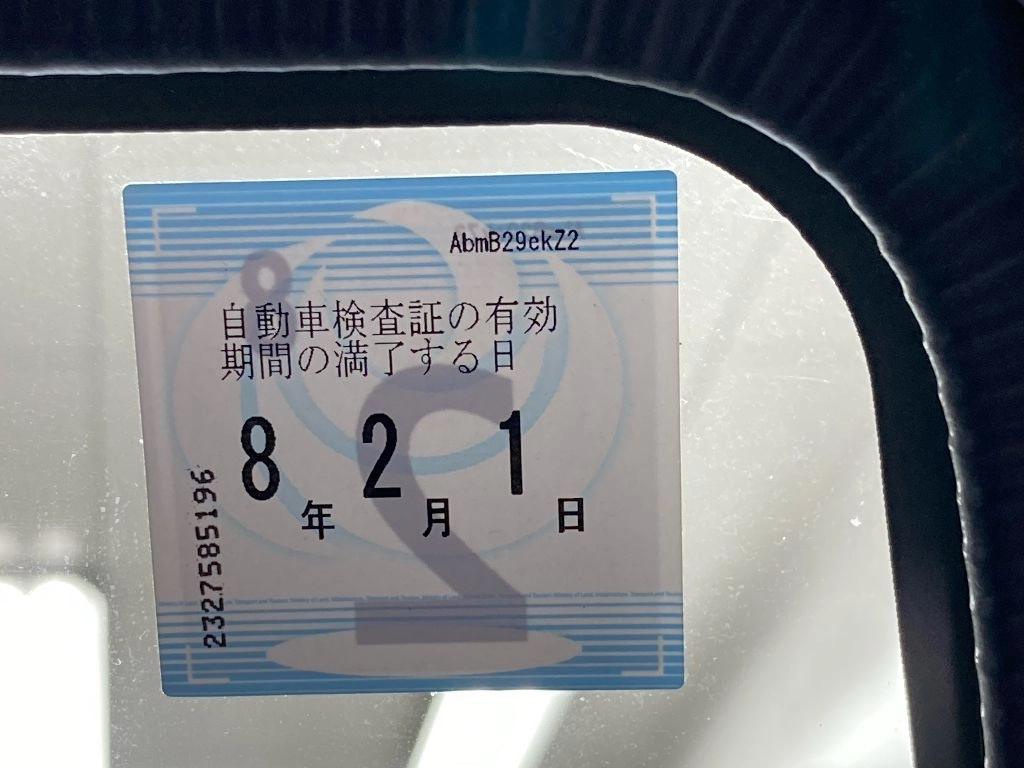 AbmB29ekZ2
自動車検査証の有効
期間の満了する日
8年2月1日
2327585196